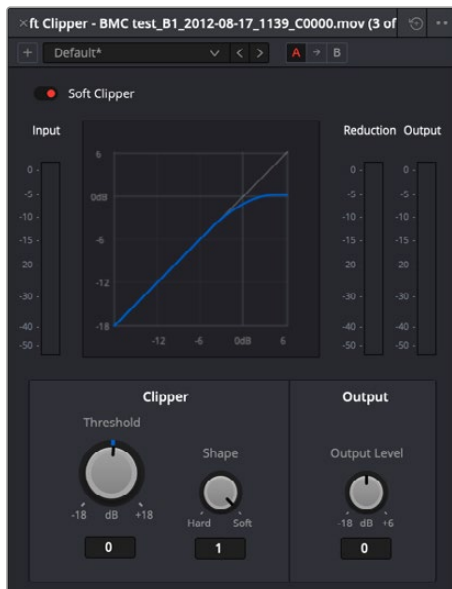 ft Clipper - BMC test_B1_2012-08-17_1139_C0000.mov (3 of
Default*
A B
Soft Clipper
Input
Reduction Output
0 -
-5 -
-10 -
-15 -
20
-30 -
-40 -
-50 -
6
0dB
-6
-12
-18
-12 -6 0dB 6
0 - 0 -
-5 - -5 -
-10 - -10 -
-15 - -15 -
20 20
-30 - -30 -
-40 - -40 -
-50 - -50 -
Clipper
Output
Threshold
Shape
Output Level
-18 dB +18
Hard Soft
-18 dB +6
0
1
0